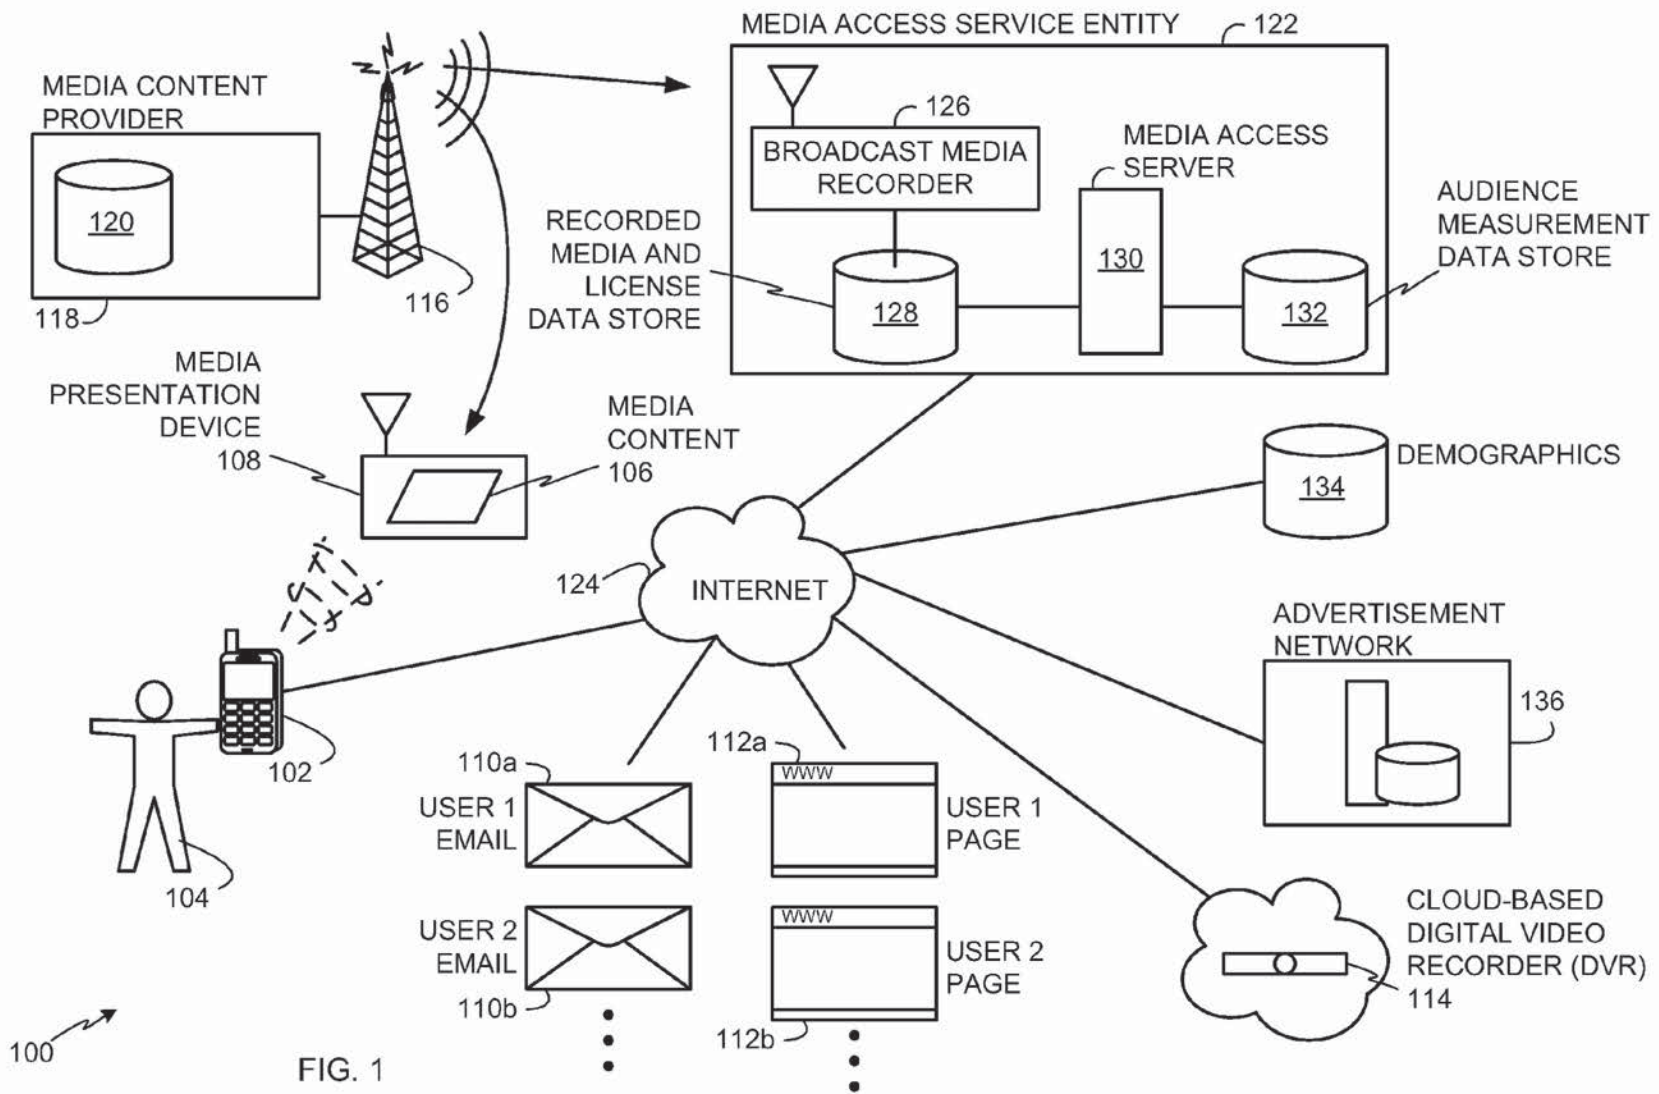 MEDIA ACCESS SERVICE ENTITY
122
MEDIA CONTENT
PROVIDER
120
118
116
126
BROADCAST MEDIA
RECORDER
MEDIA ACCESS
SERVER
130
RECORDED
MEDIA AND
LICENSE
DATA STORE
128
132
AUDIENCE
MEASUREMENT
DATA STORE
MEDIA
PRESENTATION
DEVICE
108
MEDIA
CONTENT
106
134
DEMOGRAPHICS
124
INTERNET
ADVERTISEMENT
NETWORK
136
102
104
110a
USER 1
EMAIL
112a
WWW
USER 1
PAGE
USER 2
EMAIL
110b
WWW
USER 2
PAGE
112b
CLOUD-BASED
DIGITAL VIDEO
RECORDER (DVR)
114
100
FIG. 1